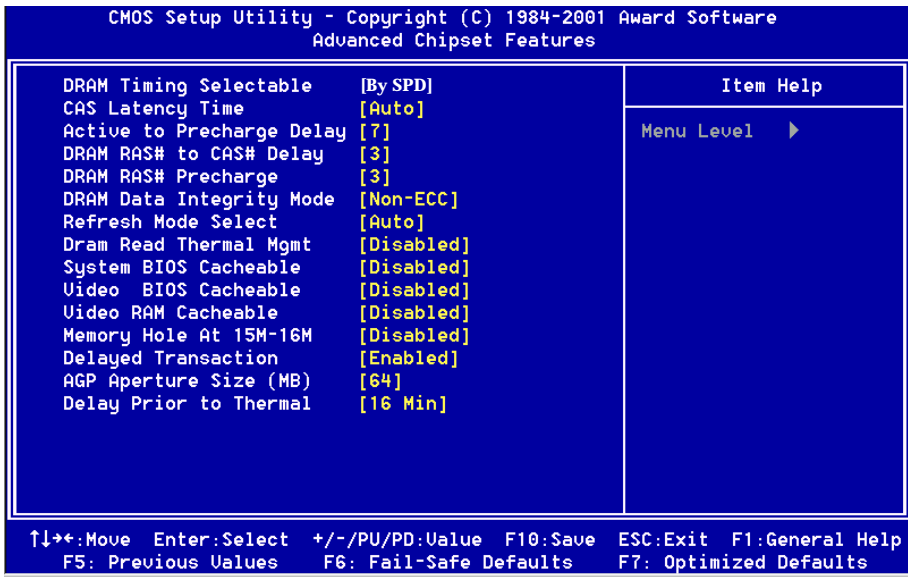 CMOS Setup Utility - Copyright (C) 1984-2001 Award Software
Advanced Chipset Features
DRAM Timing Selectable [By SPD]
CAS Latency Time [Auto]
Active to Precharge Delay [7]
DRAM RAS# to CAS# Delay [3]
DRAM RAS# Precharge [3]
DRAM Data Integrity Mode [Non-ECC]
Refresh Mode Select [Auto]
Dram Read Thermal Mgmt [Disabled]
System BIOS Cacheable [Disabled]
Video BIOS Cacheable [Disabled]
Video RAM Cacheable [Disabled]
Memory Hole At 15M-16M [Disabled]
Delayed Transaction [Enabled]
AGP Aperture Size (MB) [64]
Delay Prior to Thermal [16 Min]
Item Help
Menu Level ▶
↑↓→←:Move Enter:Select +/-/PU/PD:Value F10:Save ESC:Exit F1:General Help
F5: Previous Values F6: Fail-Safe Defaults F7: Optimized Defaults